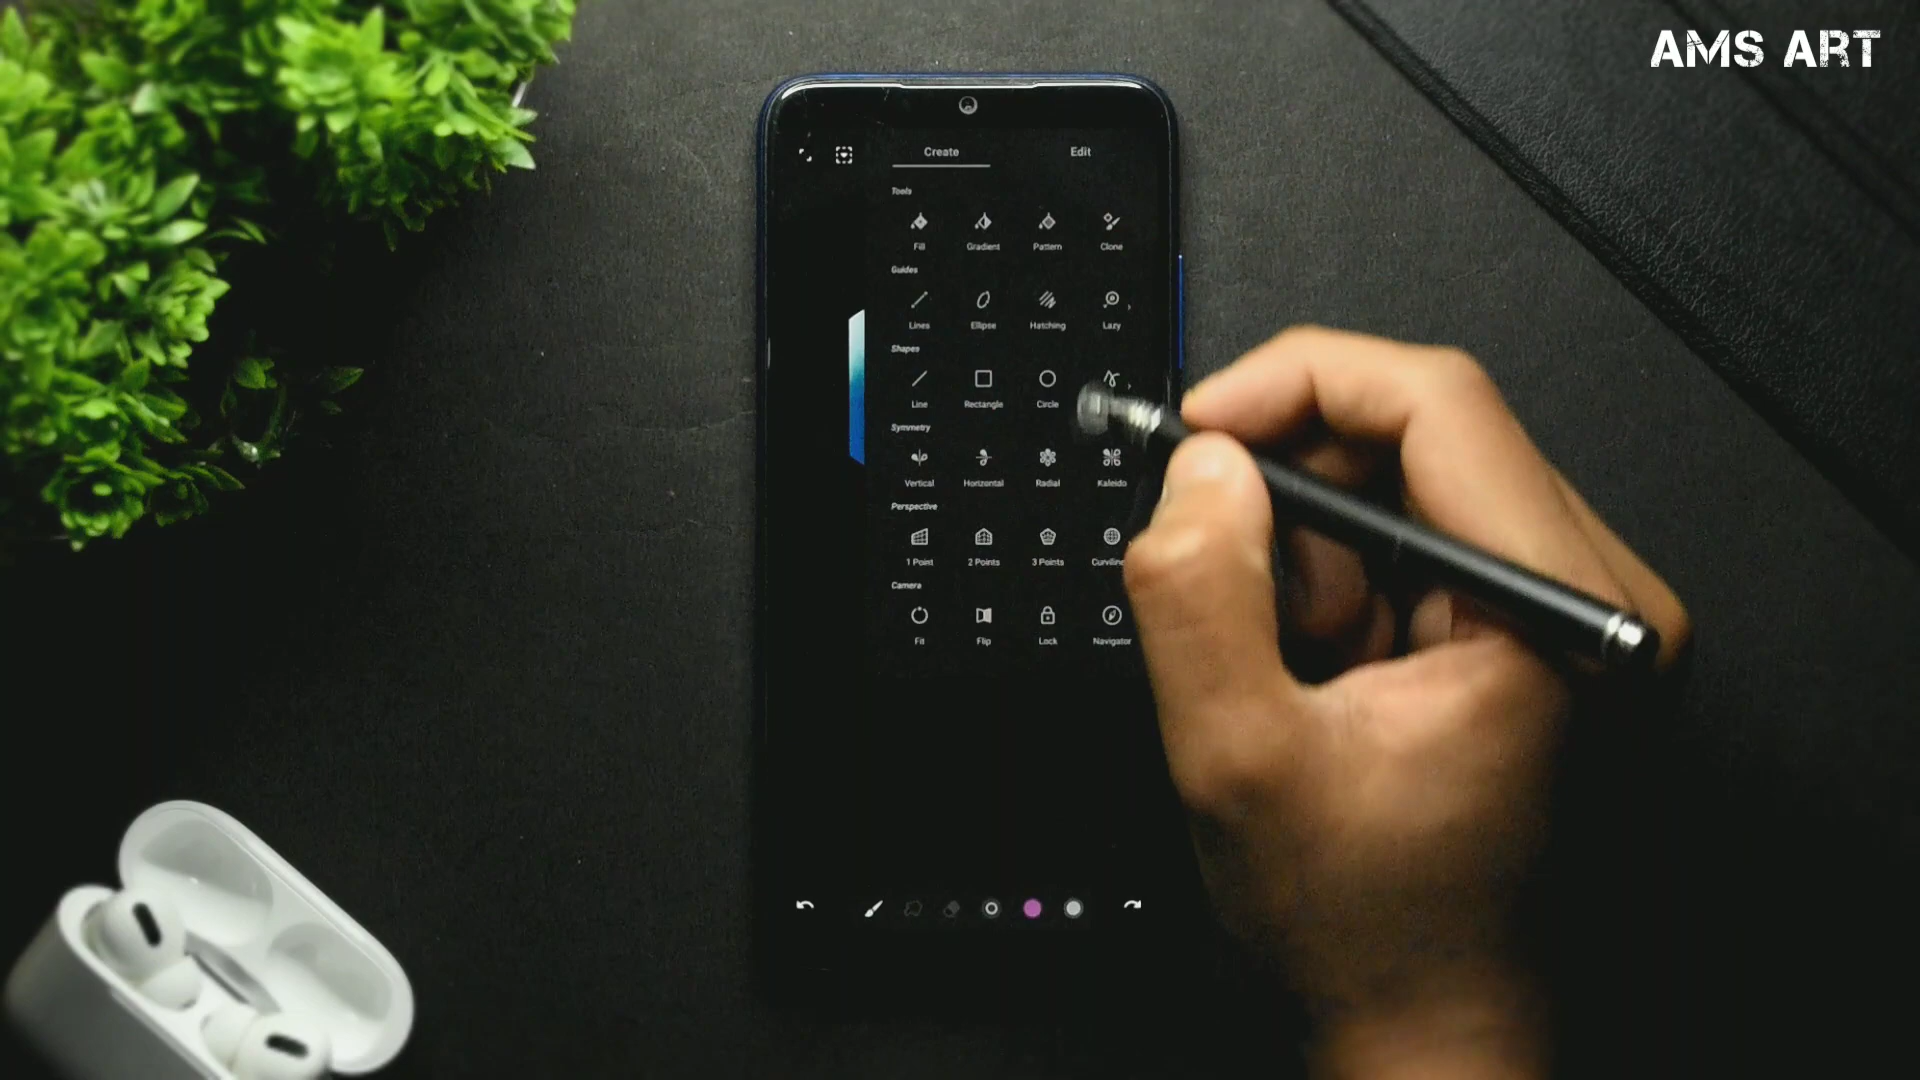 AMS ART
Create Edit
Tools
Fill Gradient Pattern Clone
Guides
Lines Ellipse Hatching Lazy
Shapes
Line Rectangle Circle
Symmetry
Vertical Horizontal Radial Kaleido
Perspective
1 Point 2 Points 3 Points
Camera
Fit Flip Lock Navigator